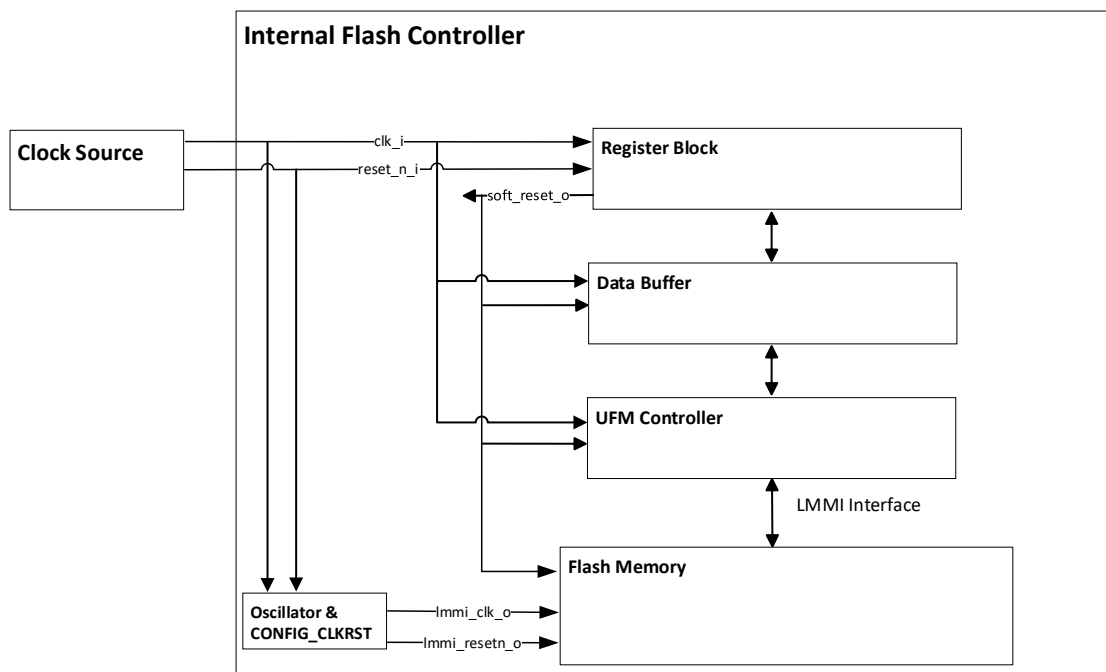 Internal Flash Controller
Clock Source
clk_i
reset_n_i
Register Block
soft_reset_o
Data Buffer
UFM Controller
LMMI Interface
Flash Memory
Oscillator &
CONFIG_CLKRST
lmmi_clk_o
lmmi_resetn_o